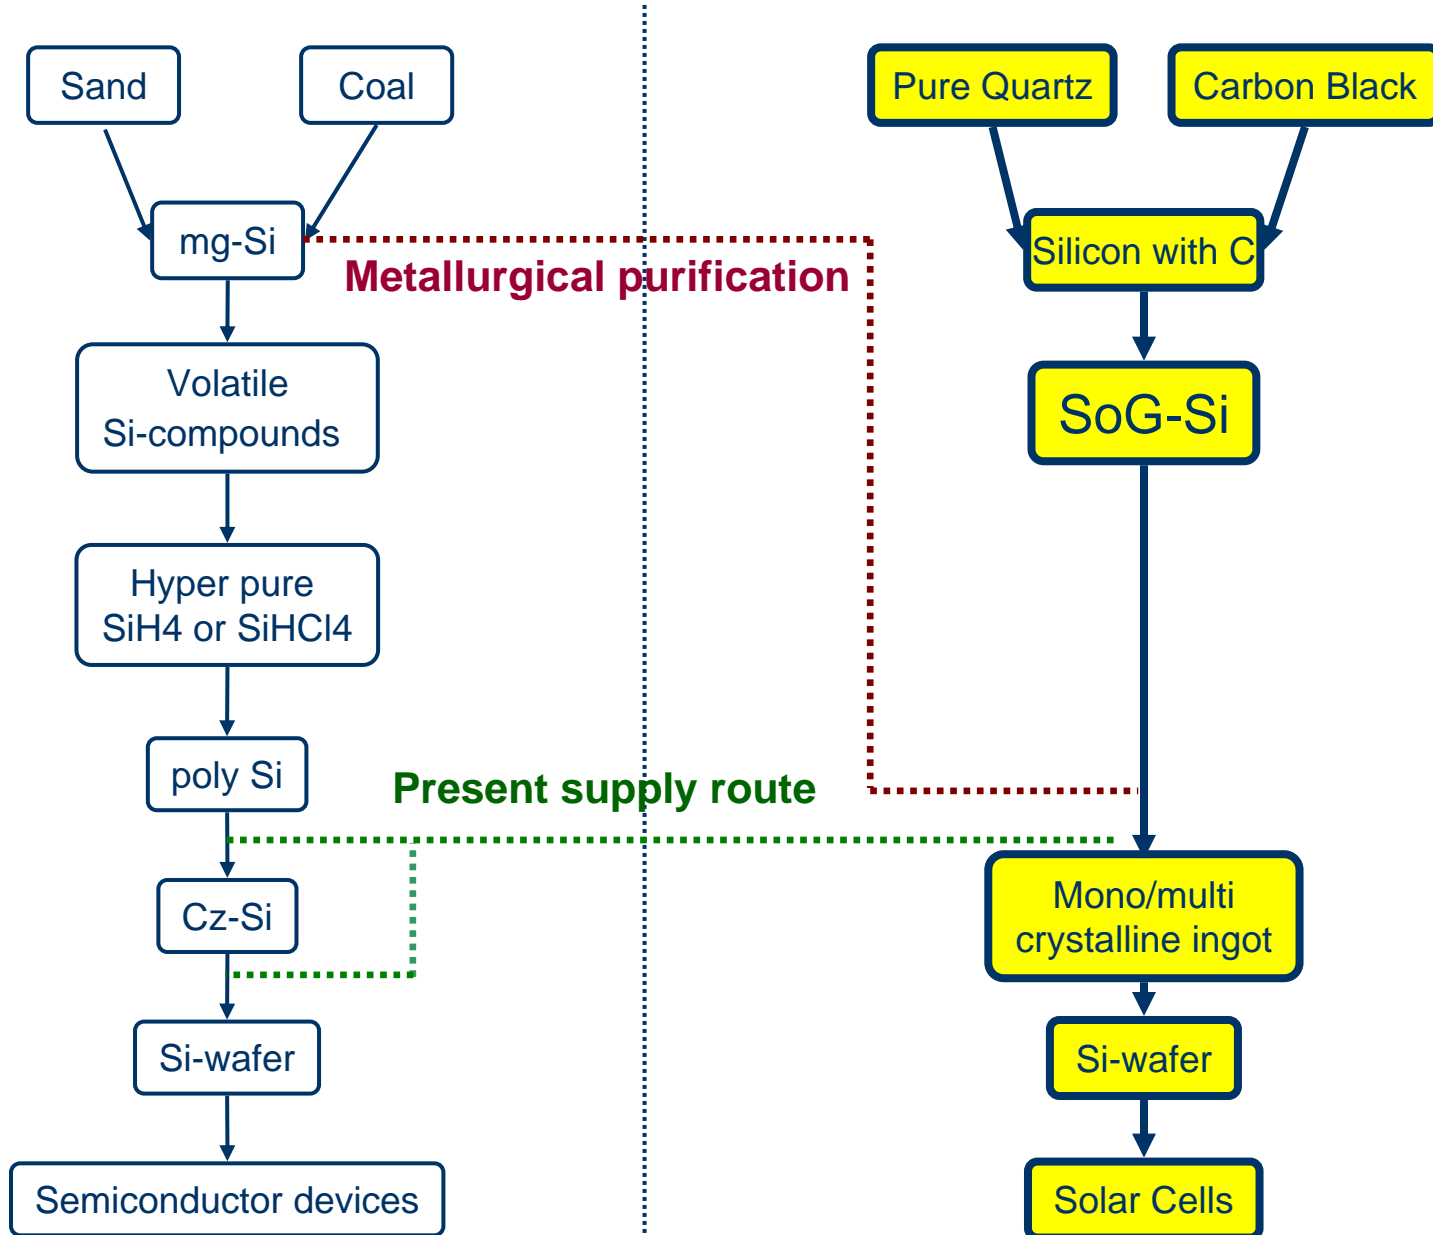 Sand
Coal
Pure Quartz
Carbon Black
mg-Si
Silicon with C
Metallurgical purification
Volatile
Si-compounds
SoG-Si
Hyper pure
SiH4 or SiHCl4
poly Si
Present supply route
Cz-Si
Mono/multi
crystalline ingot
Si-wafer
Si-wafer
Semiconductor devices
Solar Cells